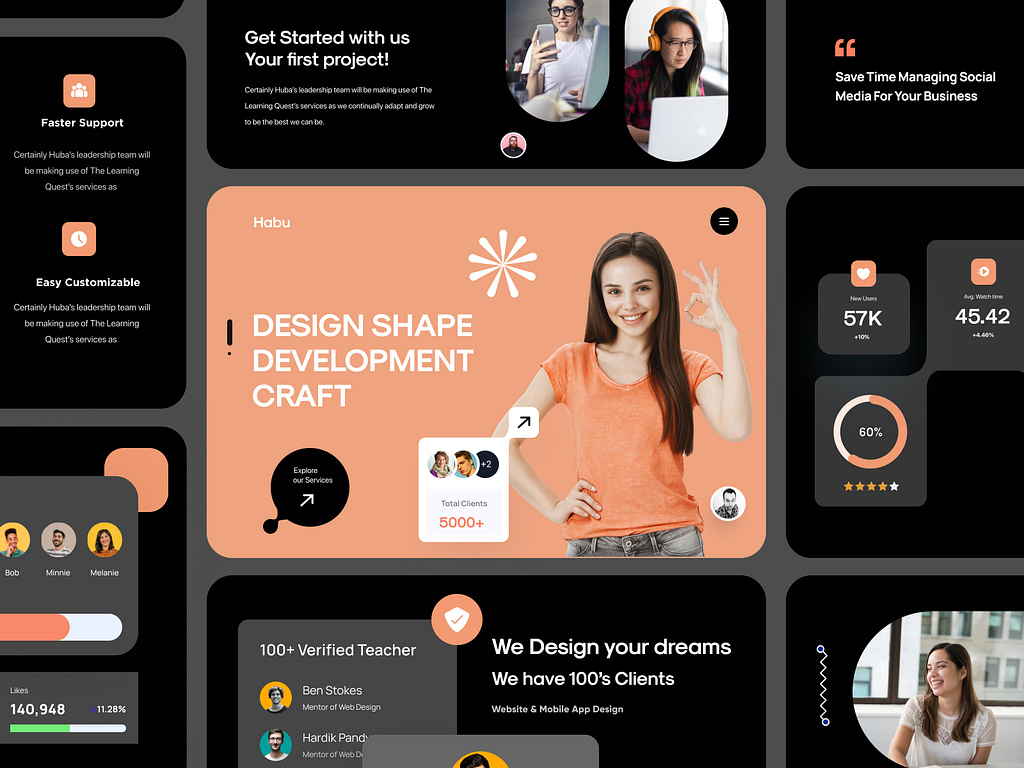 Faster Support
Certainly Huba's leadership team will
be making use of The Learning
Quest's services as
Easy Customizable
Certainly Huba's leadership team will
be making use of The Learning
Quest's services as
Bob
Minnie
Melanie
Likes
140,948
11.28%
Get Started with us
Your first project!
Certainly Huba's leadership team will be making use of The
Learning Quest's services as we continually adapt and grow
to be the best we can be.
Habu
DESIGN SHAPE
DEVELOPMENT
CRAFT
Explore
our Services
+2
Total Clients
5000+
100+ Verified Teacher
Ben Stokes
Mentor of Web Design
Hardik Pandy
Mentor of Web D
We Design your dreams
We have 100's Clients
Website & Mobile App Design
Save Time Managing Social
Media For Your Business
New Users
57K
+10%
Avg. Watch time
45.42
+4.46%
60%